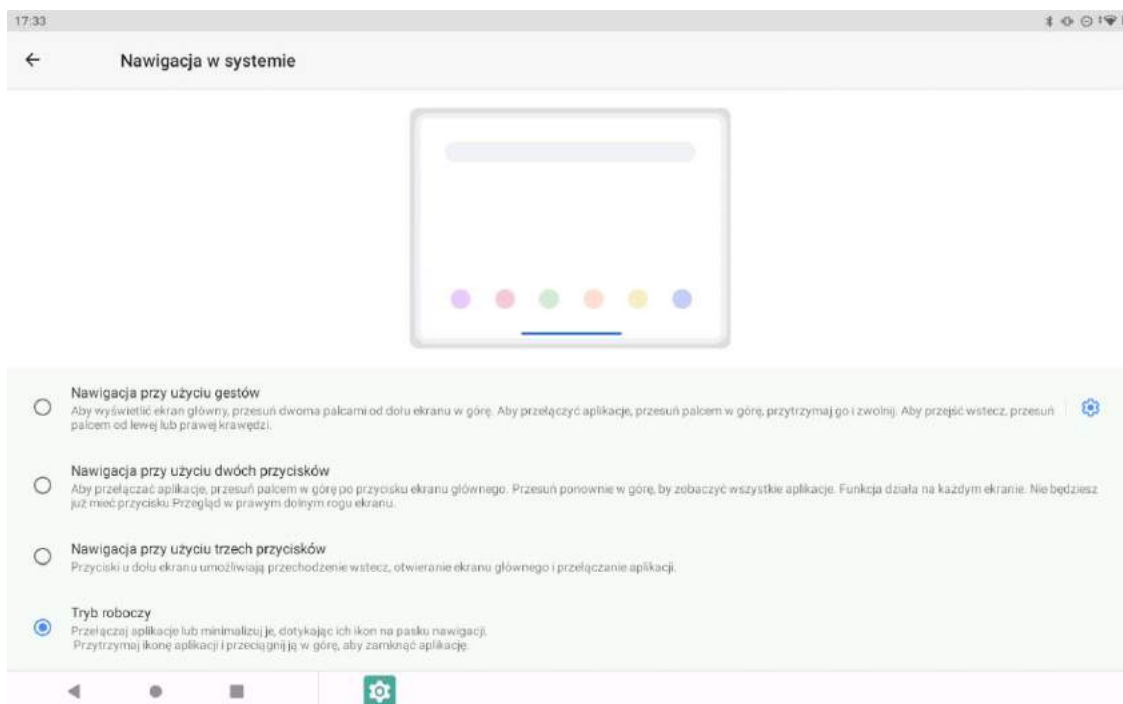 17:33
Nawigacja w systemie
Nawigacja przy użyciu gestów
Aby wyświetlić ekran główny, przesuń dwoma palcami od dołu ekranu w górę. Aby przełączyć aplikacje, przesuń palcem w górę, przytrzymaj go i zwolnij. Aby przejść wstecz, przesuń
palcem od lewej lub prawej krawędzi.
Nawigacja przy użyciu dwóch przycisków
Aby przełączać aplikacje, przesuń palcem w górę po przycisku ekranu głównego. Przesuń ponownie w górę, by zobaczyć wszystkie aplikacje. Funkcja działa na każdym ekranie. Nie będziesz
już mieć przycisku Przegląd w prawym dolnym rogu ekranu.
Nawigacja przy użyciu trzech przycisków
Przyciski u dołu ekranu umożliwiają przechodzenie wstecz, otwieranie ekranu głównego i przełączanie aplikacji.
Tryb roboczy
Przełączaj aplikacje lub minimalizuj je, dotykając ich ikon na pasku nawigacji.
Przytrzymaj ikonę aplikacji i przeciągnij ją w górę, aby zamknąć aplikację.